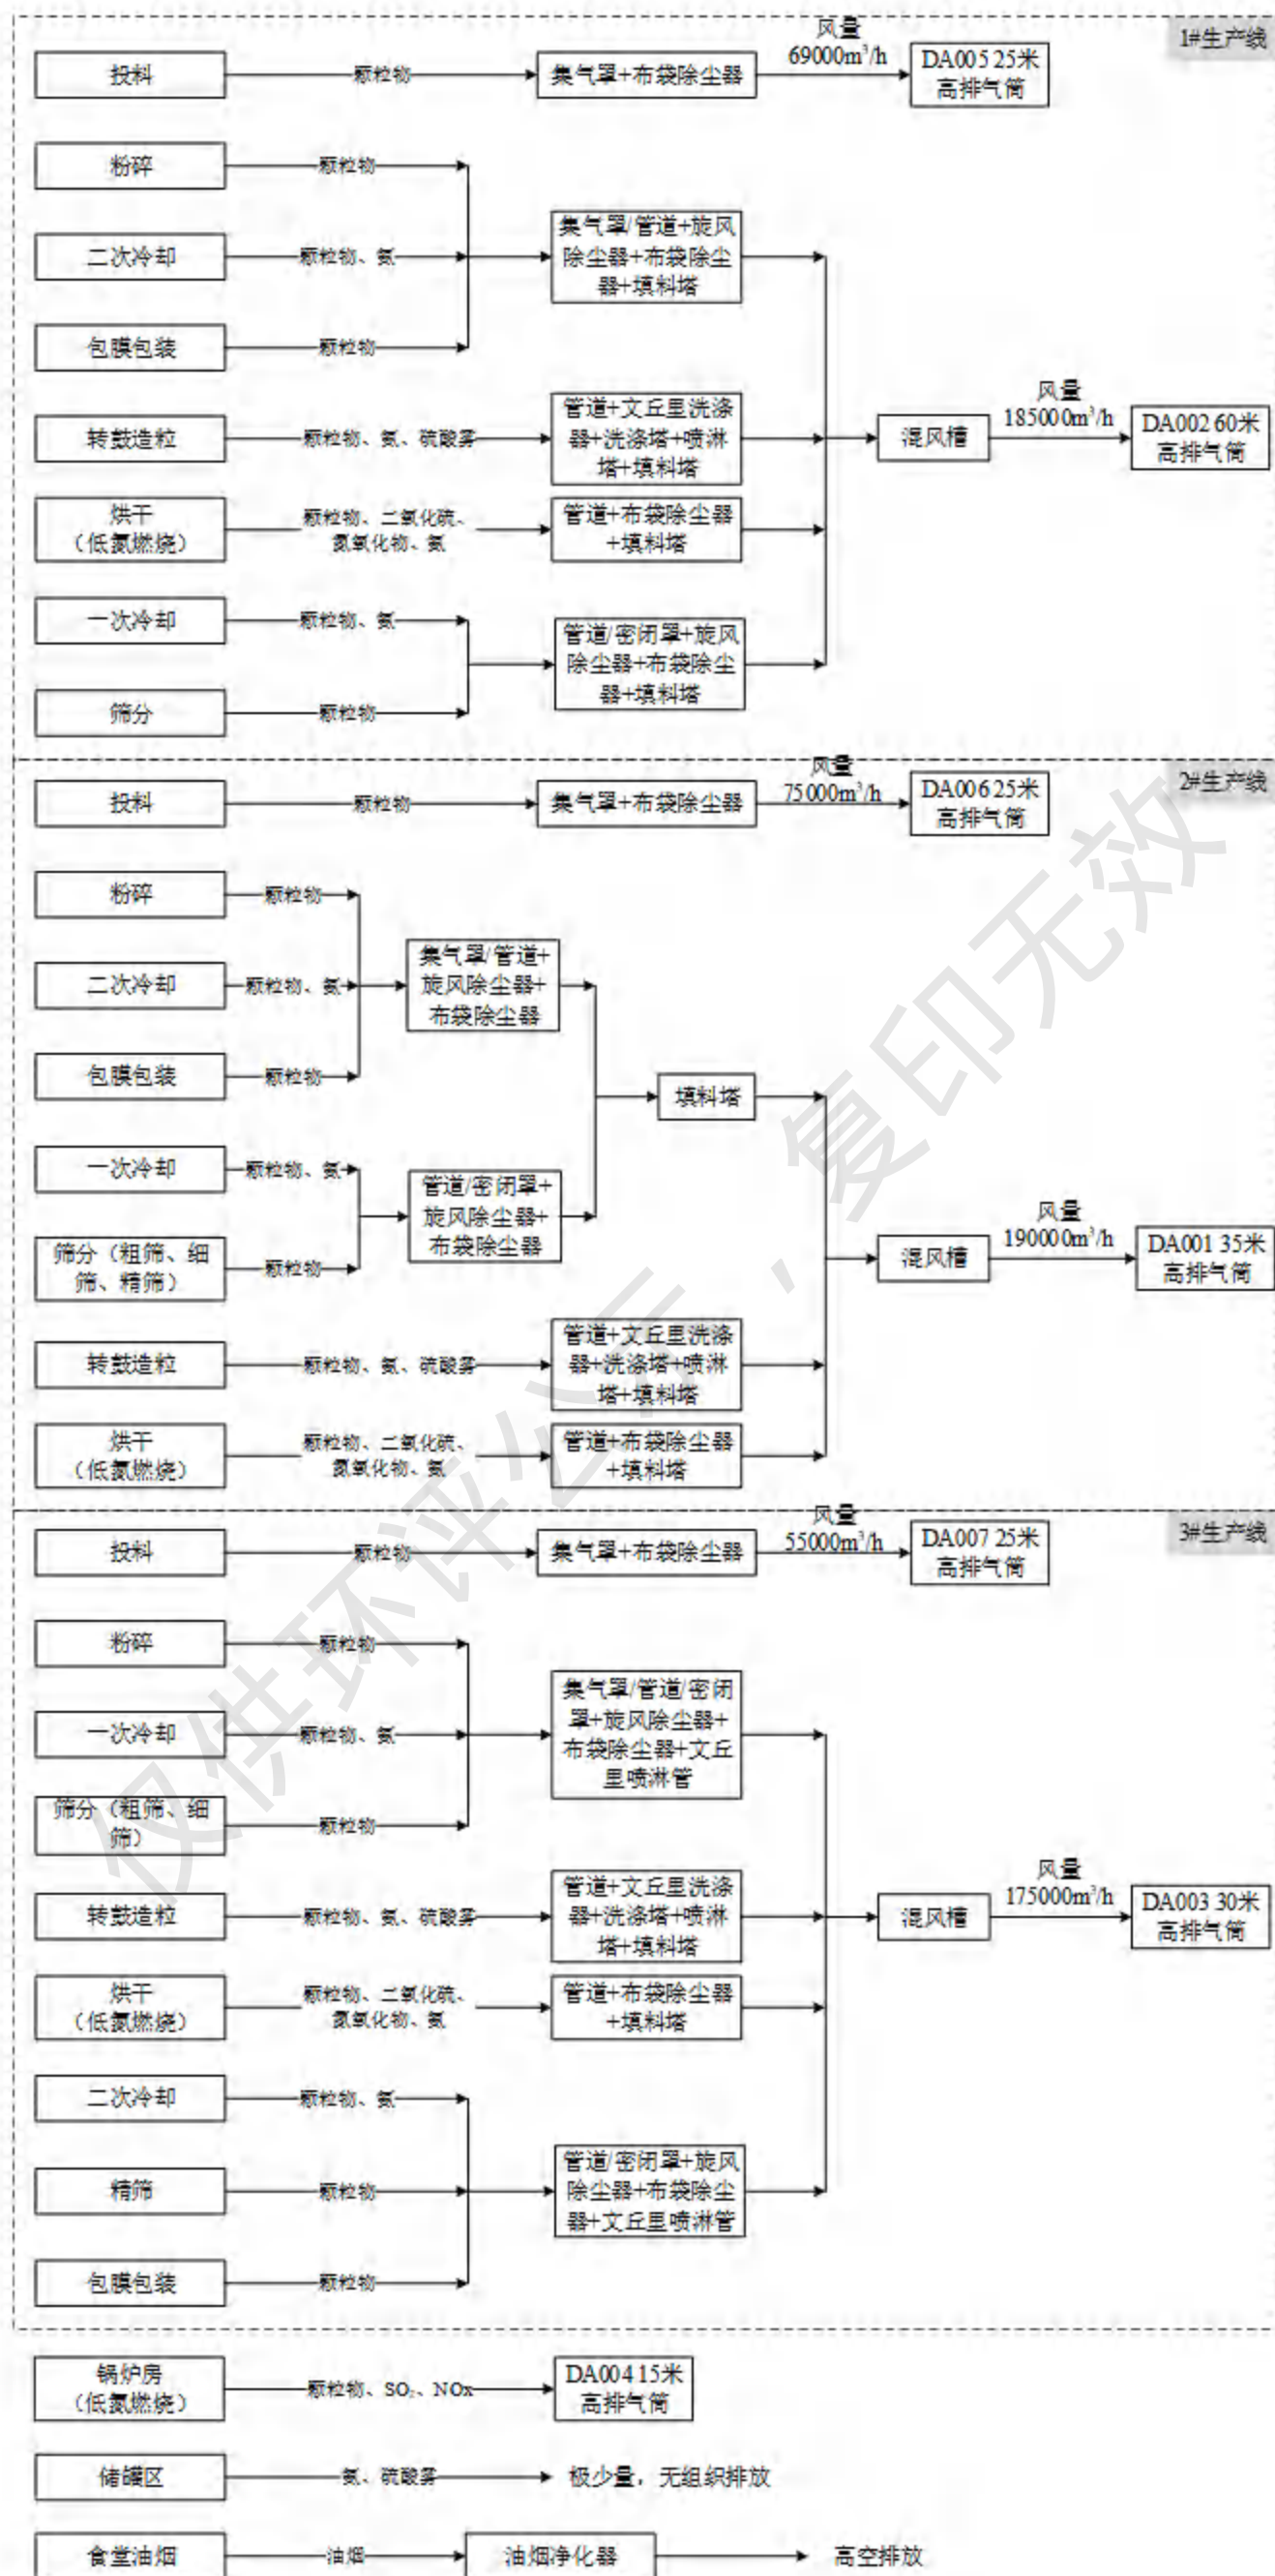 1#生产线
投料
颗粒物
集气罩+布袋除尘器
风量
69000m³/h
DA005 25米
高排气筒
粉碎
颗粒物
二次冷却
颗粒物、氨
包膜包装
颗粒物
集气罩/管道+旋风
除尘器+布袋除尘
器+填料塔
转鼓造粒
颗粒物、氨、硫酸雾
管道+文丘里洗涤
器+洗涤塔+喷淋
塔+填料塔
混风槽
风量
185000m³/h
DA002 60米
高排气筒
烘干
（低氮燃烧）
颗粒物、二氧化硫、
氮氧化物、氨
管道+布袋除尘器
+填料塔
一次冷却
颗粒物、氨
筛分
颗粒物
管道/密闭罩+旋风
除尘器+布袋除尘
器+填料塔
2#生产线
投料
颗粒物
集气罩+布袋除尘器
风量
75000m³/h
DA006 25米
高排气筒
粉碎
颗粒物
二次冷却
颗粒物、氨
包膜包装
颗粒物
集气罩/管道+
旋风除尘器+
布袋除尘器
填料塔
一次冷却
颗粒物、氨
筛分（粗筛、细
筛、精筛）
颗粒物
管道/密闭罩+
旋风除尘器+
布袋除尘器
混风槽
风量
190000m³/h
DA001 35米
高排气筒
转鼓造粒
颗粒物、氨、硫酸雾
管道+文丘里洗涤
器+洗涤塔+喷淋
塔+填料塔
烘干
（低氮燃烧）
颗粒物、二氧化硫、
氮氧化物、氨
管道+布袋除尘器
+填料塔
3#生产线
投料
颗粒物
集气罩+布袋除尘器
风量
55000m³/h
DA007 25米
高排气筒
粉碎
颗粒物
一次冷却
颗粒物、氨
筛分（粗筛、细
筛）
颗粒物
集气罩/管道/密闭
罩+旋风除尘器+
布袋除尘器+文丘
里喷淋管
转鼓造粒
颗粒物、氨、硫酸雾
管道+文丘里洗涤
器+洗涤塔+喷淋
塔+填料塔
混风槽
风量
175000m³/h
DA003 30米
高排气筒
烘干
（低氮燃烧）
颗粒物、二氧化硫、
氮氧化物、氨
管道+布袋除尘器
+填料塔
二次冷却
颗粒物、氨
精筛
颗粒物
包膜包装
颗粒物
管道/密闭罩+旋风
除尘器+布袋除尘
器+文丘里喷淋管
锅炉房
（低氮燃烧）
颗粒物、SO₂、NOx
DA004 15米
高排气筒
储罐区
氨、硫酸雾
极少量，无组织排放
食堂油烟
油烟
油烟净化器
高空排放
仅供环评公示，复印无效